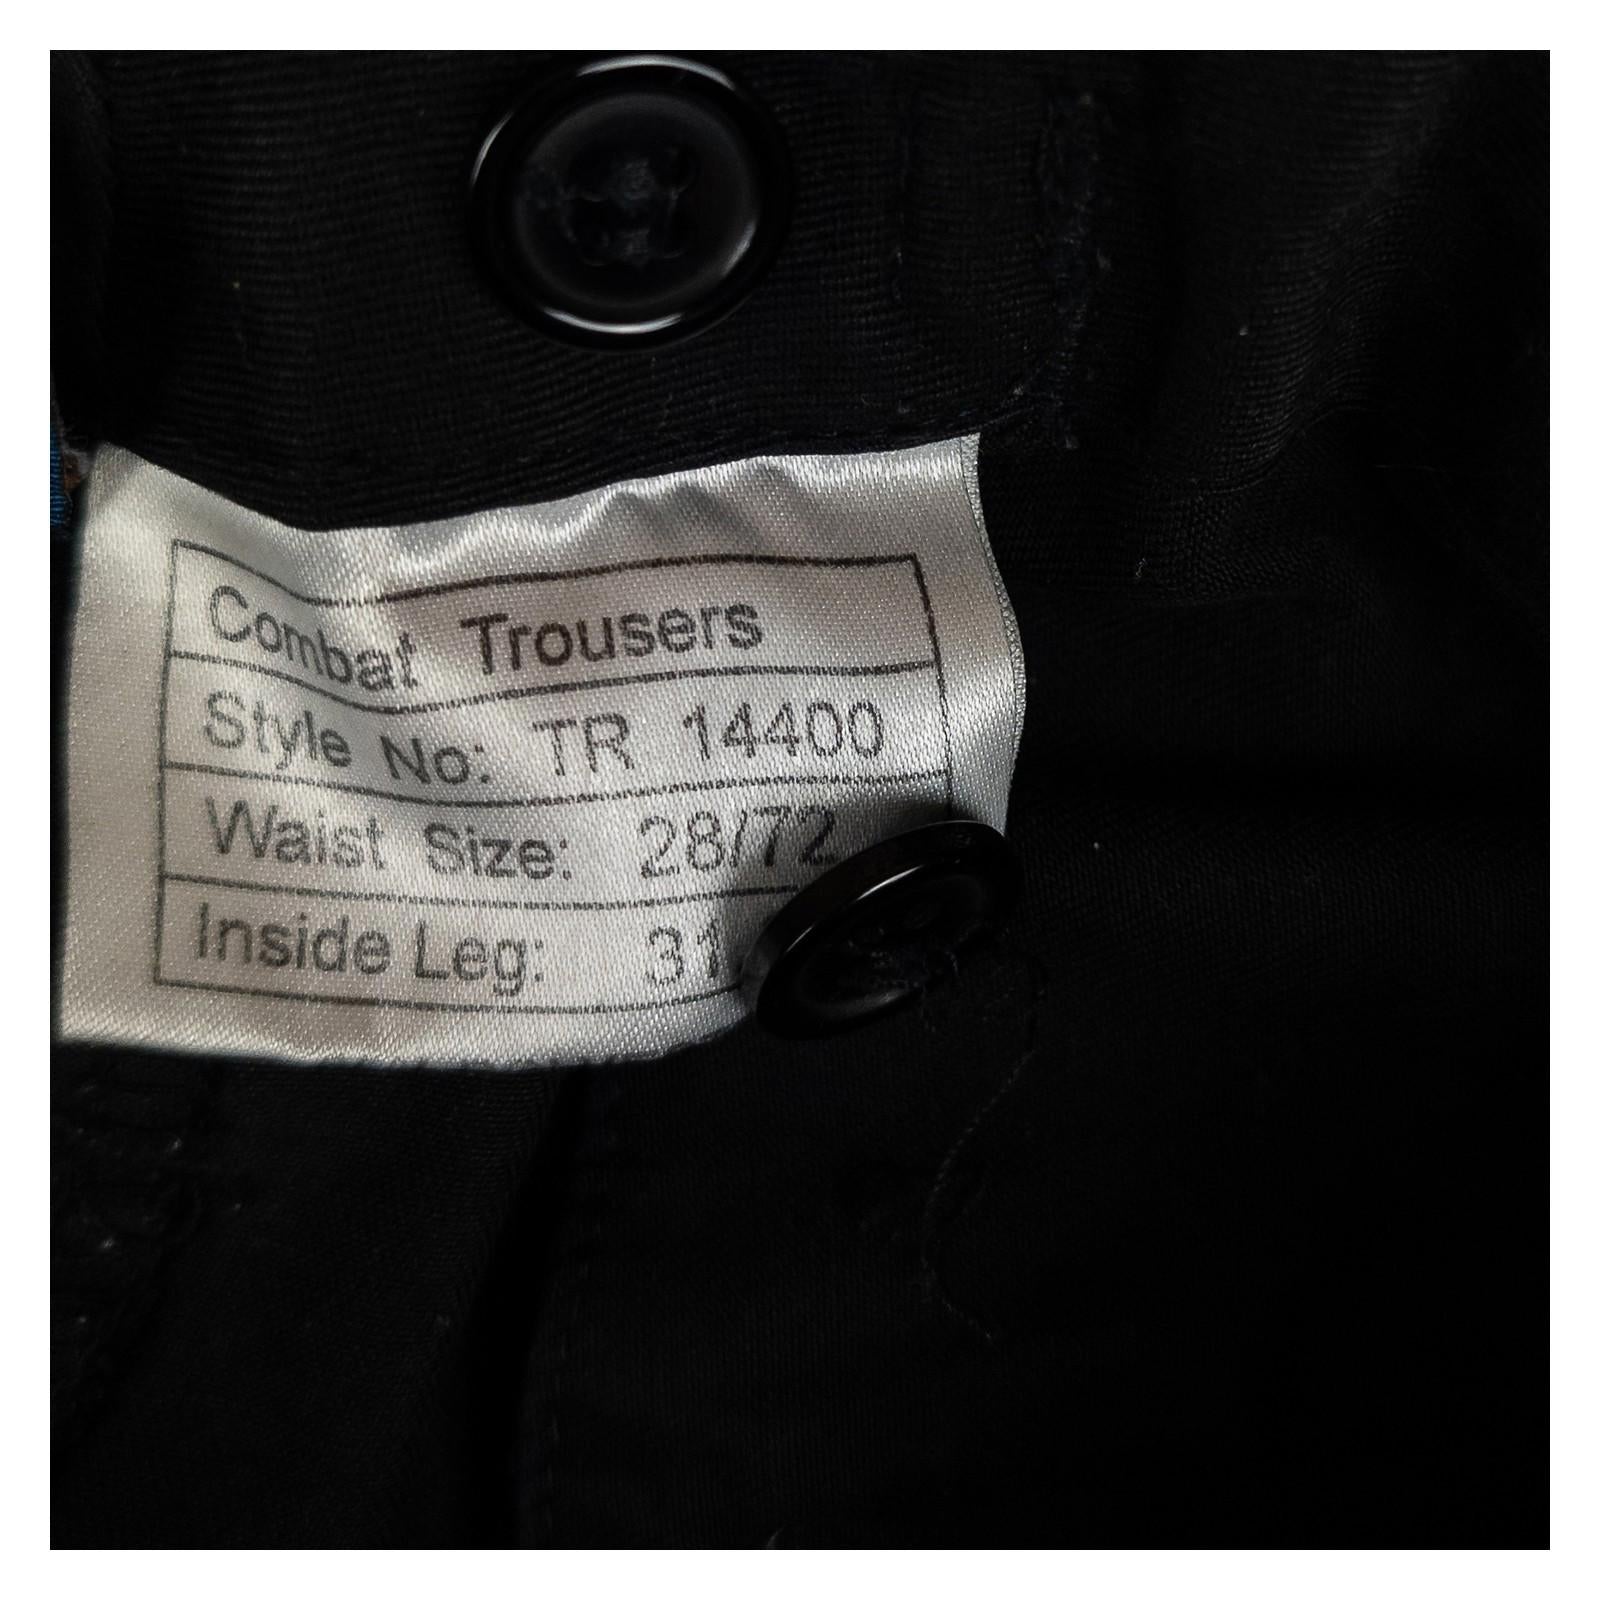 Combat Trousers
Style No: TR 14400
Waist Size: 28/72
Inside Leg: 31